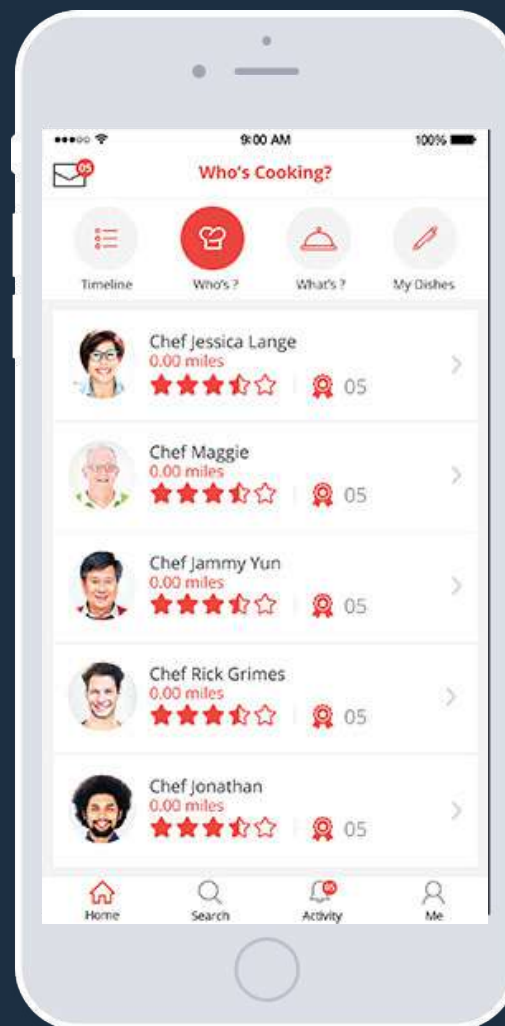 9:00 AM
100%
05
Who's Cooking?
Timeline
Who's ?
What's ?
My Dishes
Chef Jessica Lange
0.00 miles
05
Chef Maggie
0.00 miles
05
Chef Jammy Yun
0.00 miles
05
Chef Rick Grimes
0.00 miles
05
Chef Jonathan
0.00 miles
05
Home
Search
05
Activity
Me